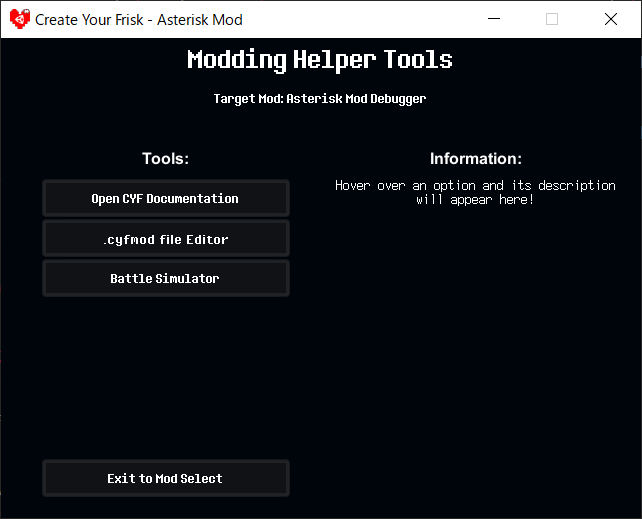 Create Your Frisk - Asterisk Mod
Modding Helper Tools
Target Mod: Asterisk Mod Debugger
Tools:
Open CYF Documentation
.cyfmod file Editor
Battle Simulator
Exit to Mod Select
Information:
Hover over an option and its description
will appear here!